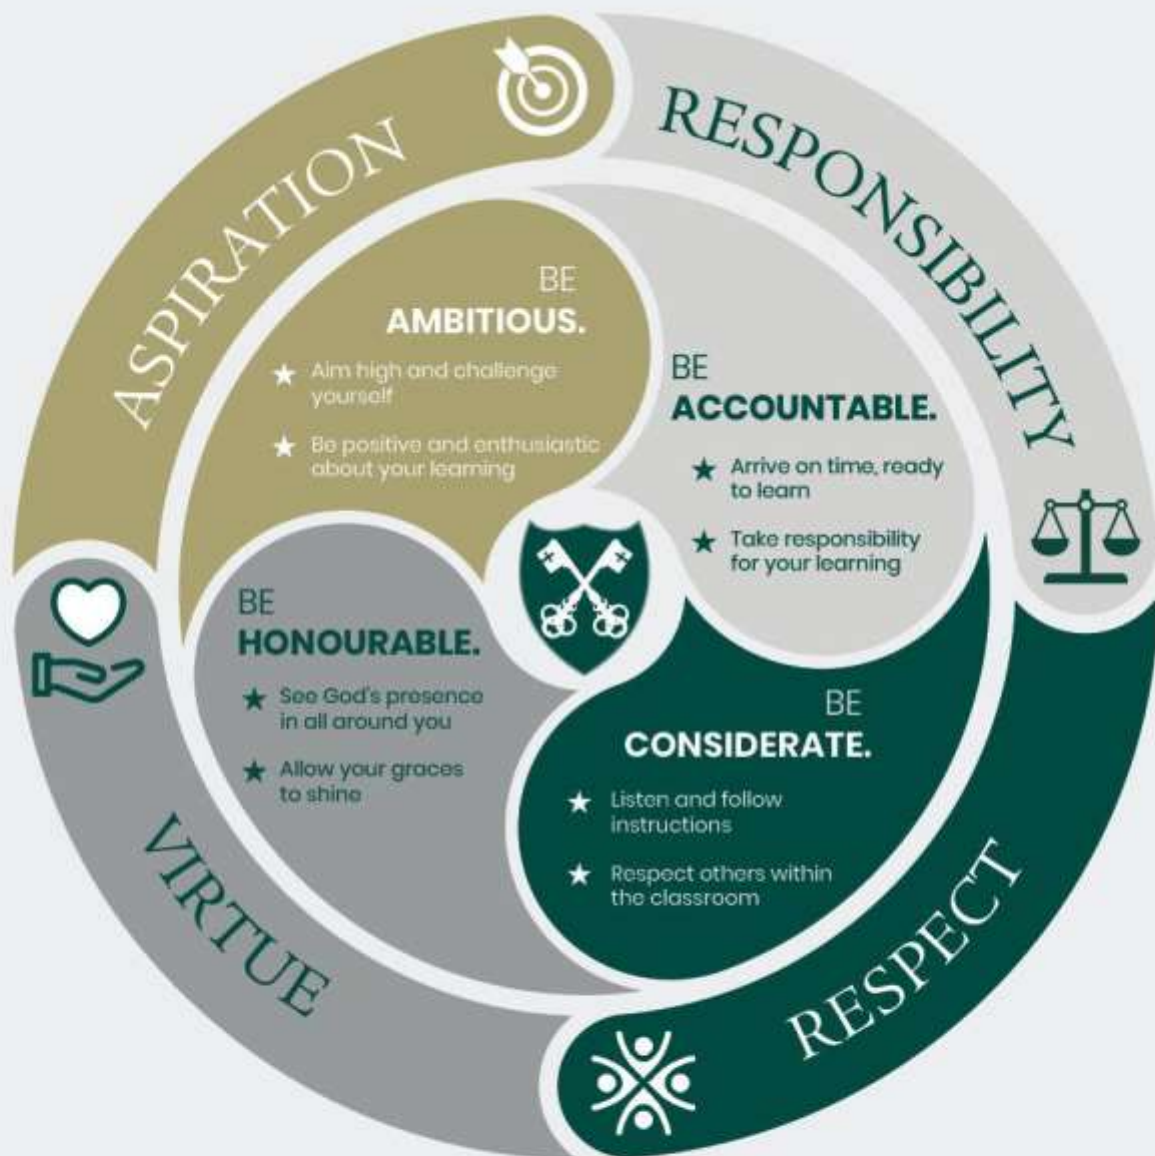 ASPIRATION
BE
AMBITIOUS.
Aim high and challenge
yourself
Be positive and enthusiastic
about your learning
RESPONSIBILITY
BE
ACCOUNTABLE.
Arrive on time, ready
to learn
Take responsibility
for your learning
VIRTUE
BE
HONOURABLE.
See God's presence
in all around you
Allow your graces
to shine
RESPECT
BE
CONSIDERATE.
Listen and follow
instructions
Respect others within
the classroom